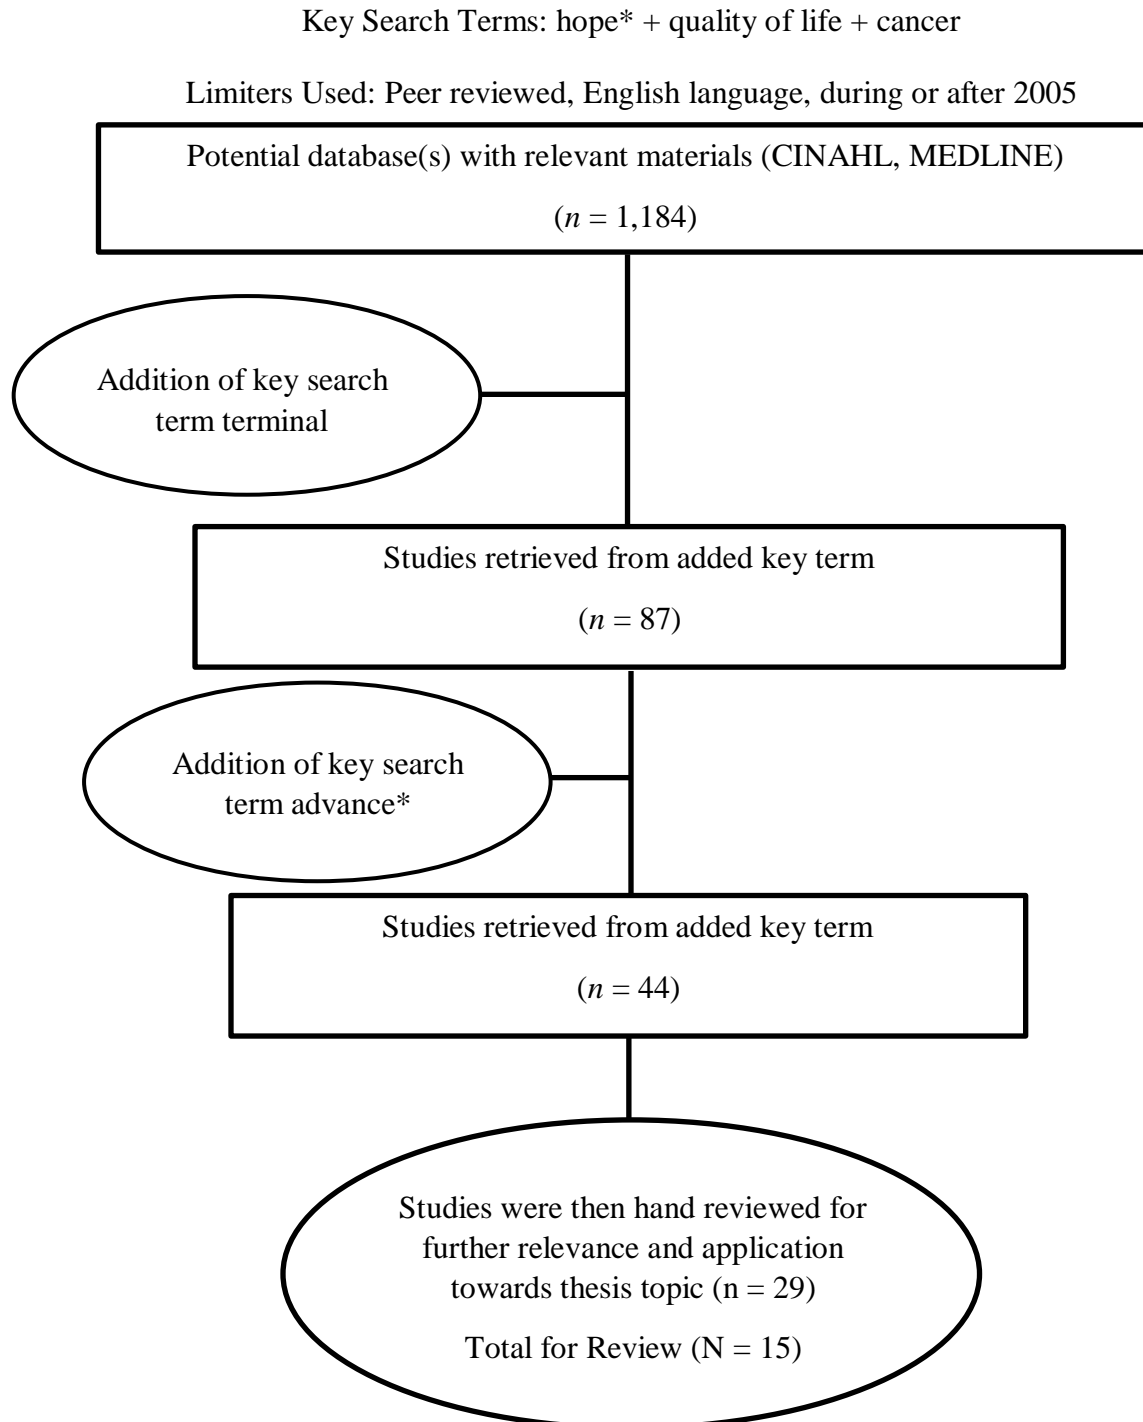 Key Search Terms: hope* + quality of life + cancer
Limiters Used: Peer reviewed, English language, during or after 2005
Potential database(s) with relevant materials (CINAHL, MEDLINE)
(n = 1,184)
Addition of key search
term terminal
Studies retrieved from added key term
(n = 87)
Addition of key search
term advance*
Studies retrieved from added key term
(n = 44)
Studies were then hand reviewed for
further relevance and application
towards thesis topic (n = 29)
Total for Review (N = 15)